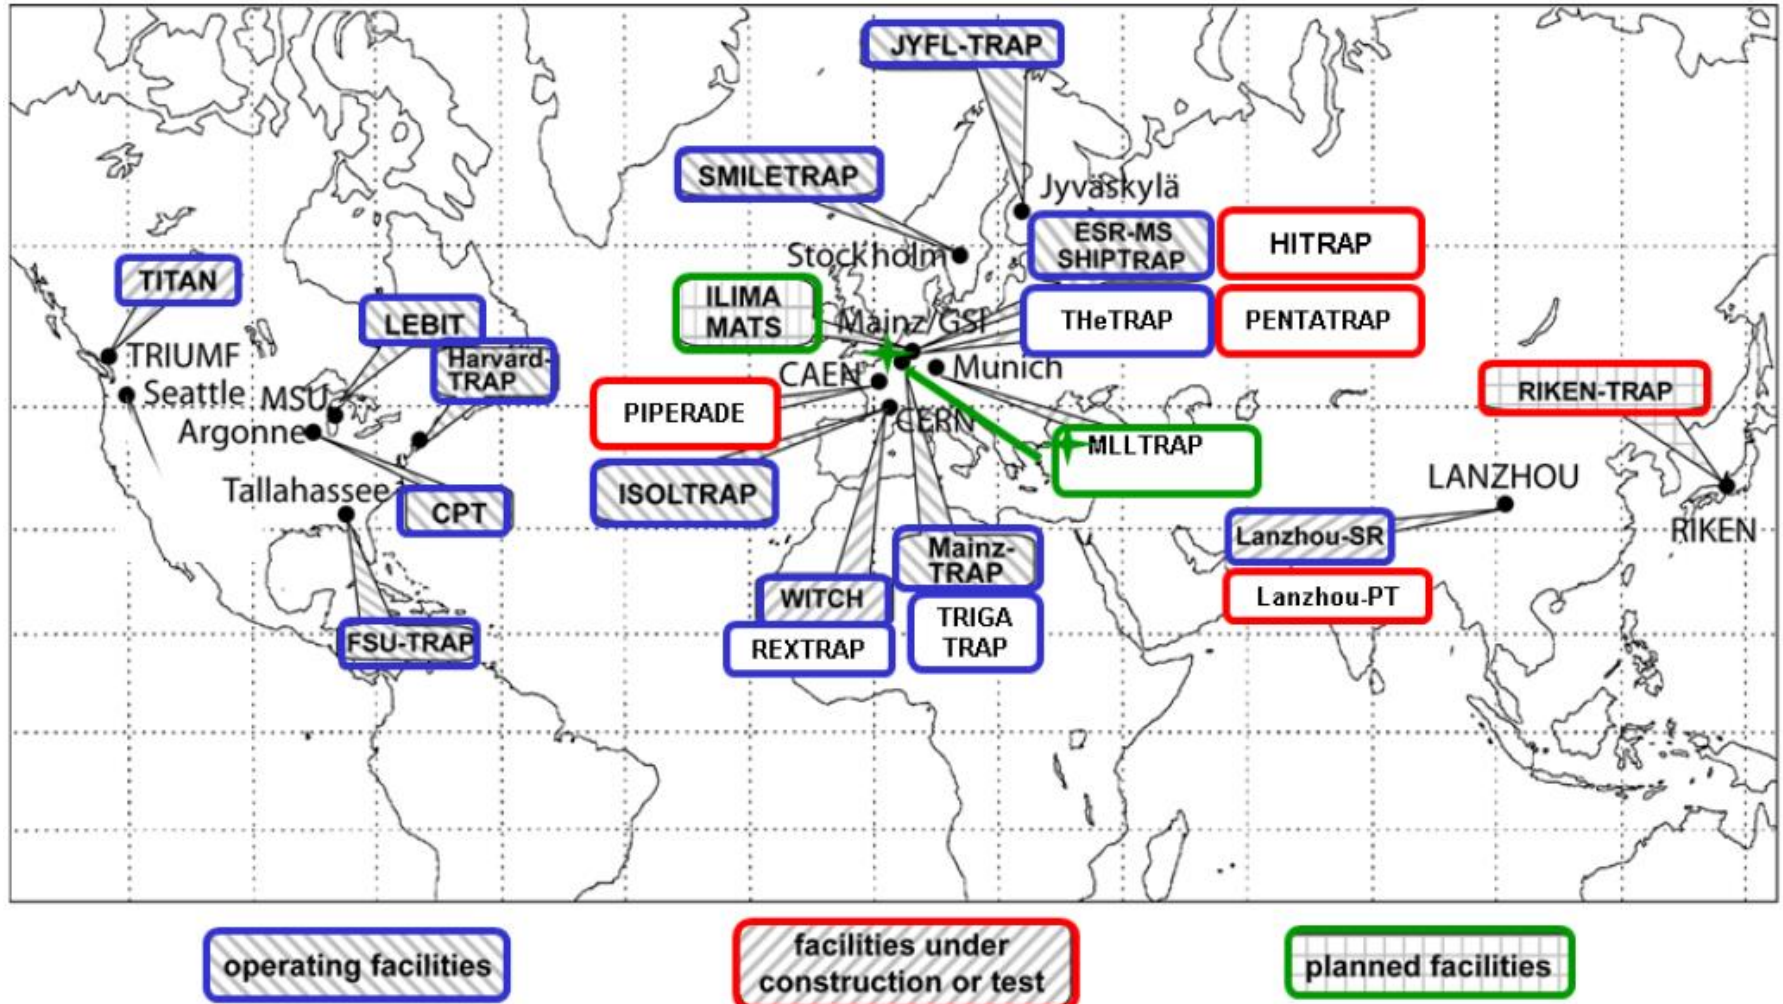 JYFL-TRAP
SMILETRAP
Jyväskylä
ESR-MS
SHIPTRAP
HITRAP
Stockholm
TITAN
ILIMA
MATS
LEBIT
Mainz/GSI
THeTRAP
PENTATRAP
TRIUMF
Harvard-
TRAP
CAEN
Munich
Seattle
MSU
RIKEN-TRAP
PIPERADE
CERN
Argonne
MLLTRAP
Tallahassee
ISOLTRAP
LANZHOU
CPT
RIKEN
Lanzhou-SR
Mainz-
TRAP
WITCH
Lanzhou-PT
FSU-TRAP
REXTRAP
TRIGA
TRAP
operating facilities
facilities under
construction or test
planned facilities